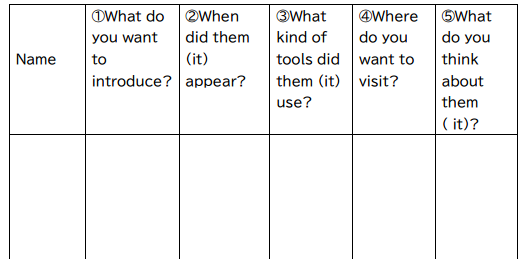 Name
①What do
you want
to
introduce?
②When
did them
(it)
appear?
③What
kind of
tools did
them (it)
use?
④Where
do you
want to
visit?
⑤What
do you
think
about
them
( it)?